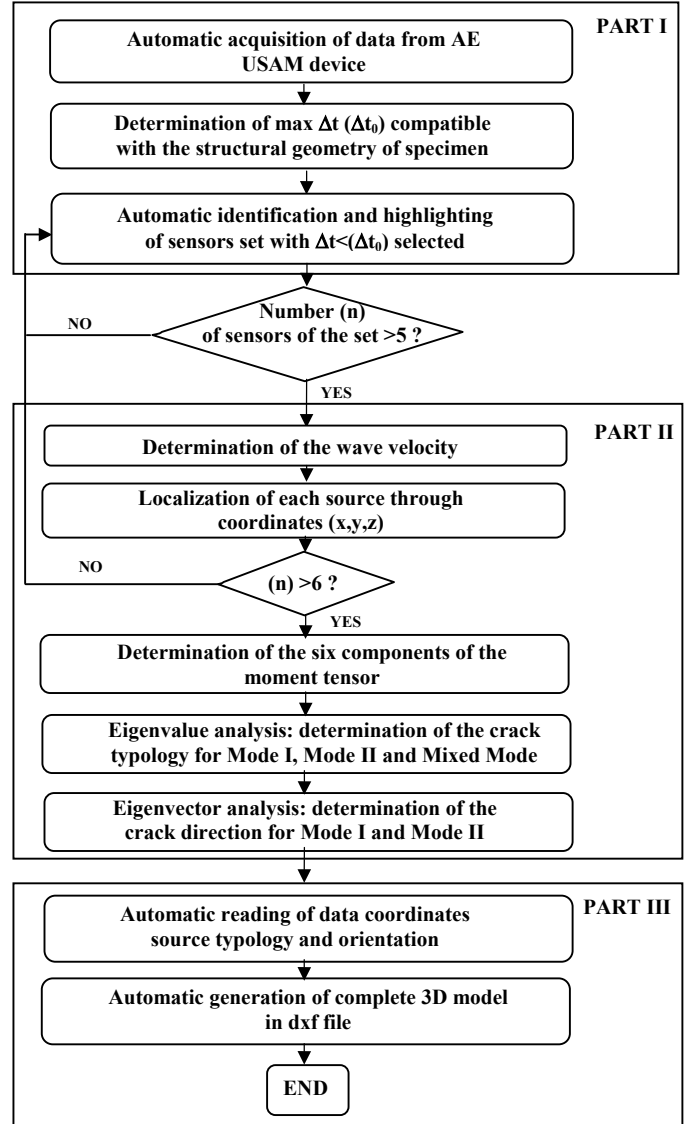 PART I
Automatic acquisition of data from AE
USAM device
Determination of max Δt (Δt₀) compatible
with the structural geometry of specimen
Automatic identification and highlighting
of sensors set with Δt<(Δt₀) selected
Number (n)
of sensors of the set >5 ?
NO
YES
PART II
Determination of the wave velocity
Localization of each source through
coordinates (x,y,z)
NO
(n) >6 ?
YES
Determination of the six components of the
moment tensor
Eigenvalue analysis: determination of the crack
typology for Mode I, Mode II and Mixed Mode
Eigenvector analysis: determination of the
crack direction for Mode I and Mode II
PART III
Automatic reading of data coordinates
source typology and orientation
Automatic generation of complete 3D model
in dxf file
END